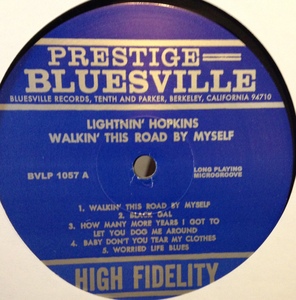 PRESTIGE
BLUESVILLE
BLUESVILLE RECORDS, TENTH AND PARKER, BERKELEY, CALIFORNIA 94710
LIGHTNIN' HOPKINS
WALKIN' THIS ROAD BY MYSELF
BVLP 1057 A
LONG PLAYING
MICROGROOVE
1. WALKIN' THIS ROAD BY MYSELF
2. BLACK GAL
3. HOW MANY MORE YEARS I GOT TO
LET YOU DOG ME AROUND
4. BABY DON'T YOU TEAR MY CLOTHES
5. WORRIED LIFE BLUES
HIGH FIDELITY